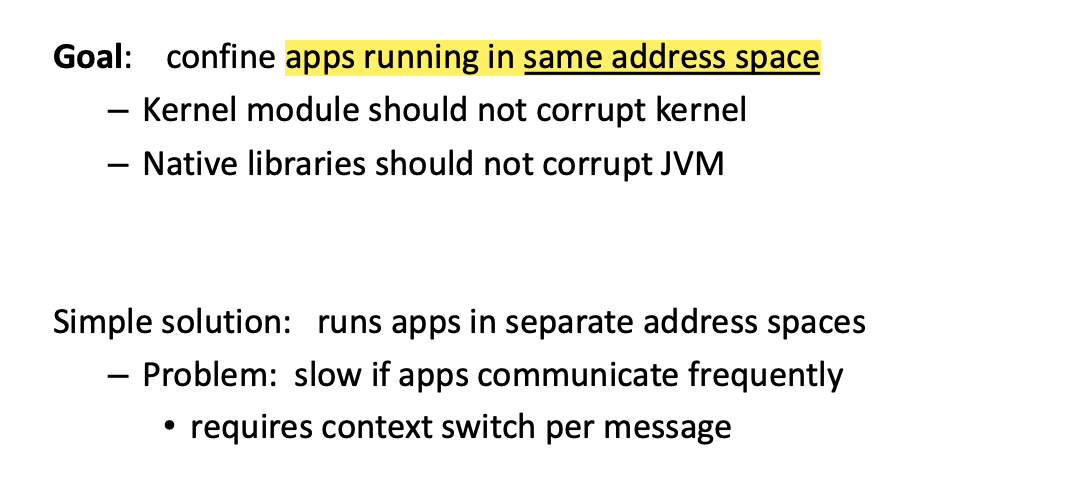 Goal: confine apps running in same address space
– Kernel module should not corrupt kernel
– Native libraries should not corrupt JVM
Simple solution: runs apps in separate address spaces
– Problem: slow if apps communicate frequently
• requires context switch per message